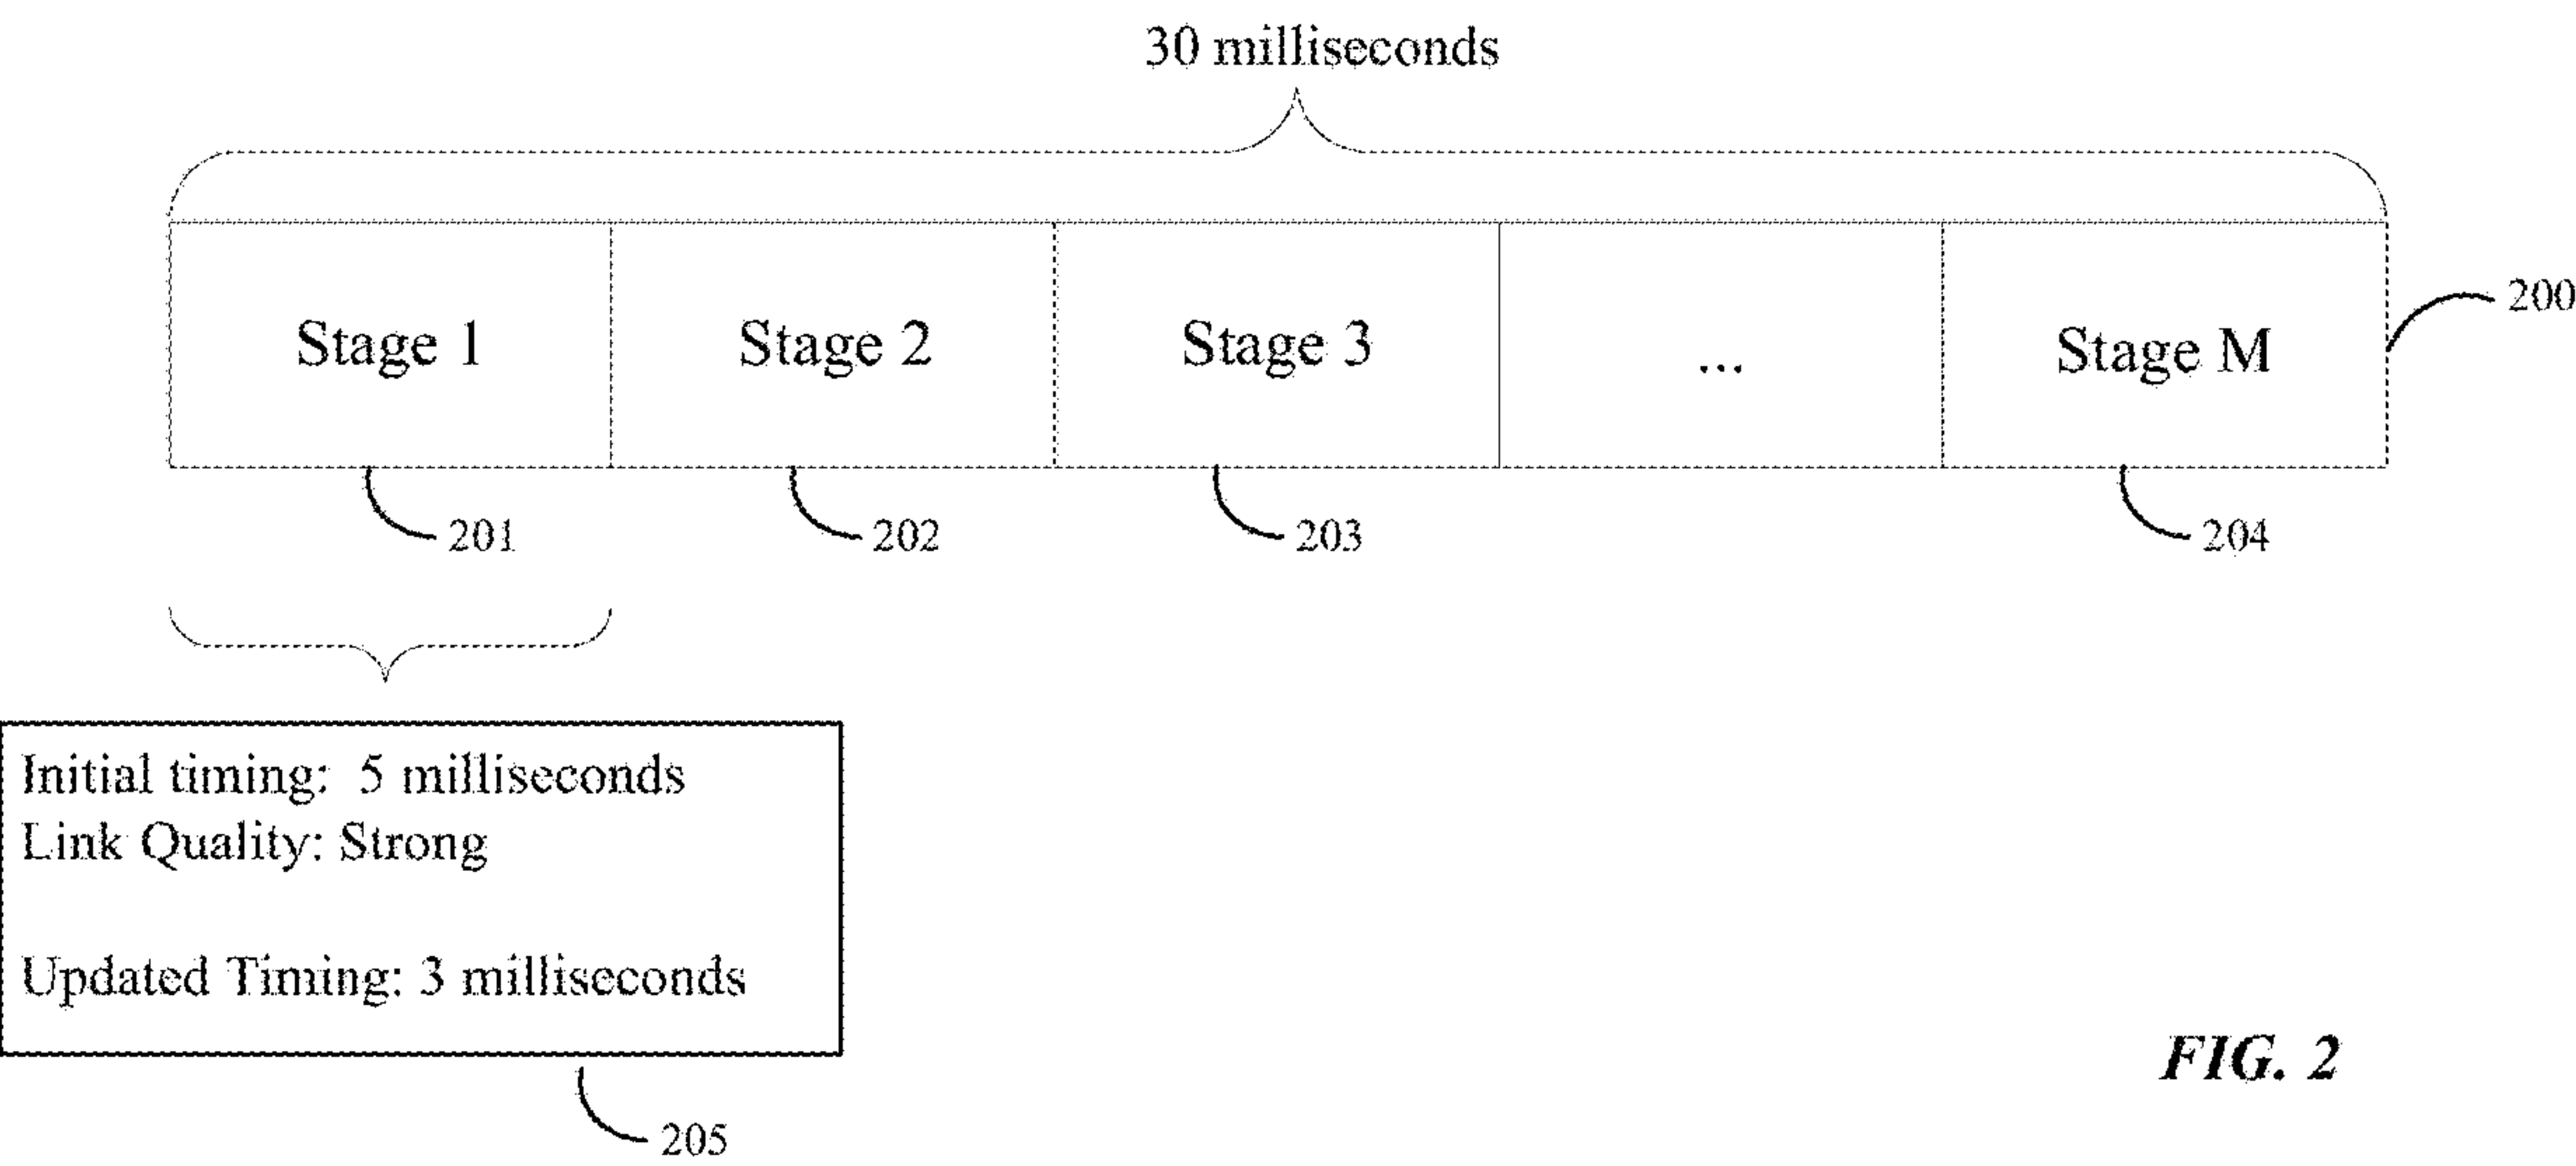 30 milliseconds
Stage 1
Stage 2
Stage 3
...
Stage M
200
201
202
203
204
Initial timing: 5 milliseconds
Link Quality: Strong
Updated Timing: 3 milliseconds
FIG. 2
205